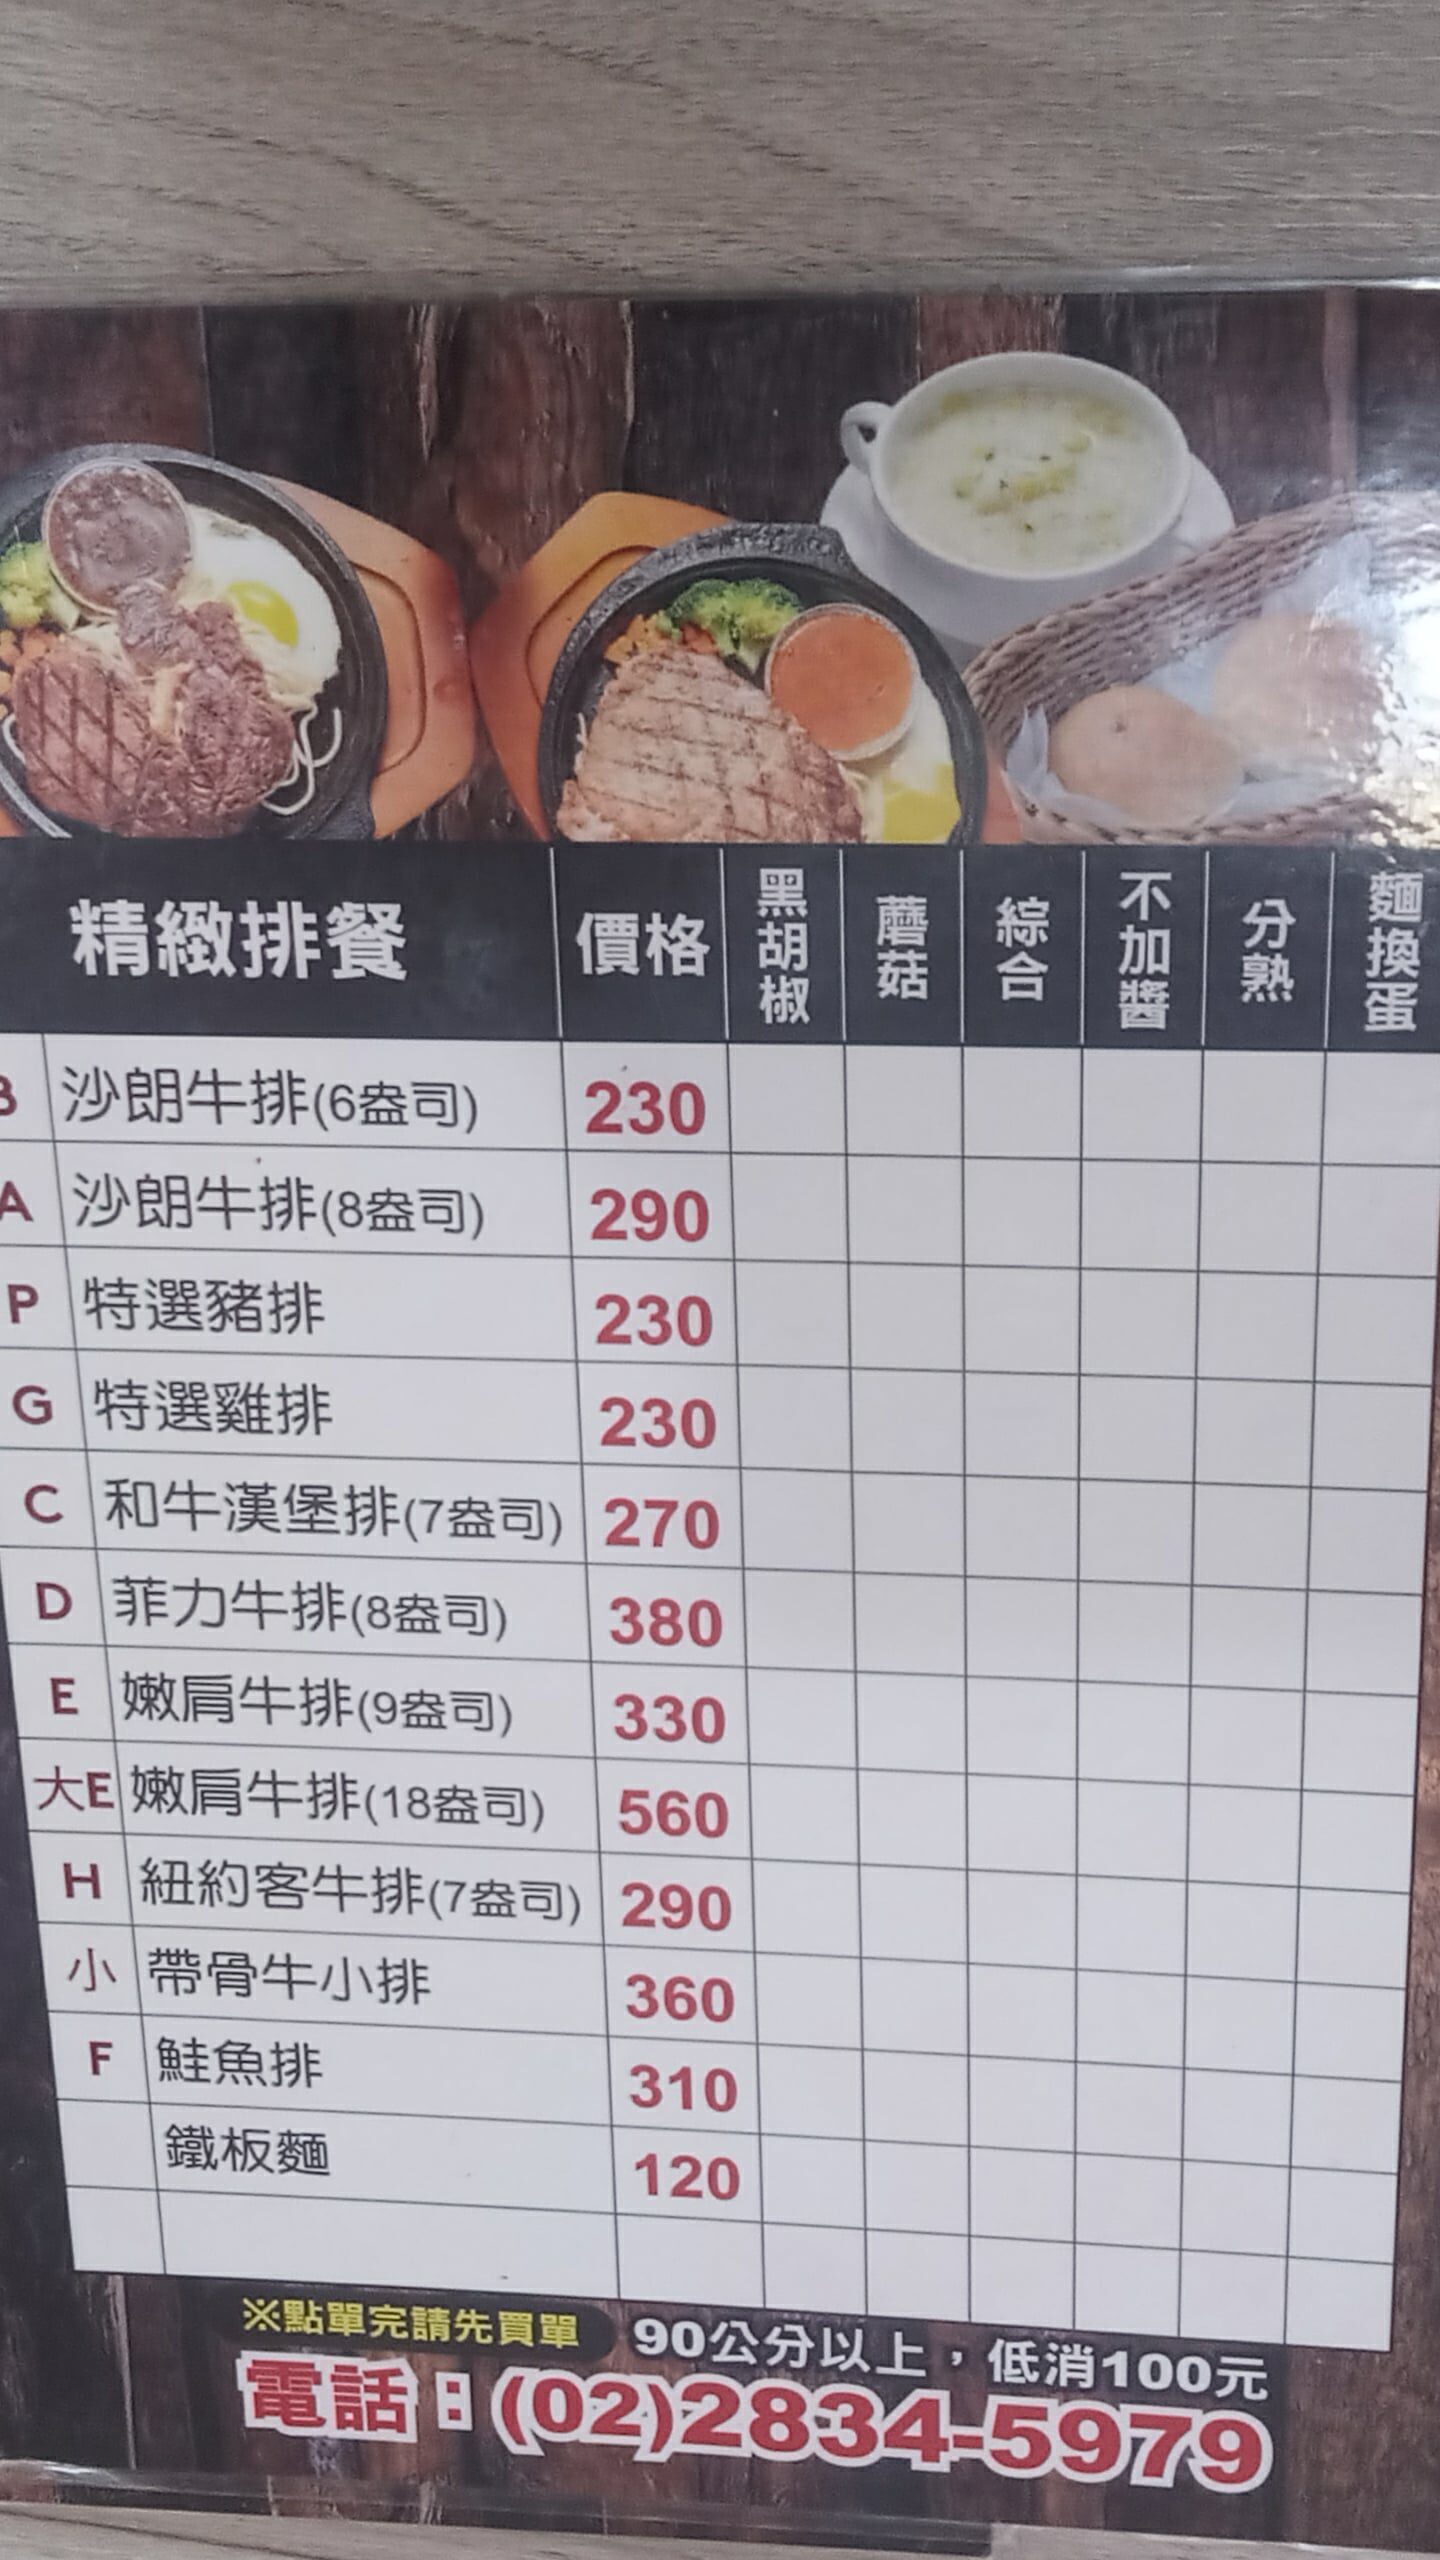 精緻排餐 價格 黑胡椒 蘑菇 綜合 不加醬 分熟 麵換蛋
B 沙朗牛排(6盎司) 230
A 沙朗牛排(8盎司) 290
P 特選豬排 230
G 特選雞排 230
C 和牛漢堡排(7盎司) 270
D 菲力牛排(8盎司) 380
E 嫩肩牛排(9盎司) 330
大E 嫩肩牛排(18盎司) 560
H 紐約客牛排(7盎司) 290
小 帶骨牛小排 360
F 鮭魚排 310
鐵板麵 120
※點單完請先買單 90公分以上，低消100元
電話：(02)2834-5979